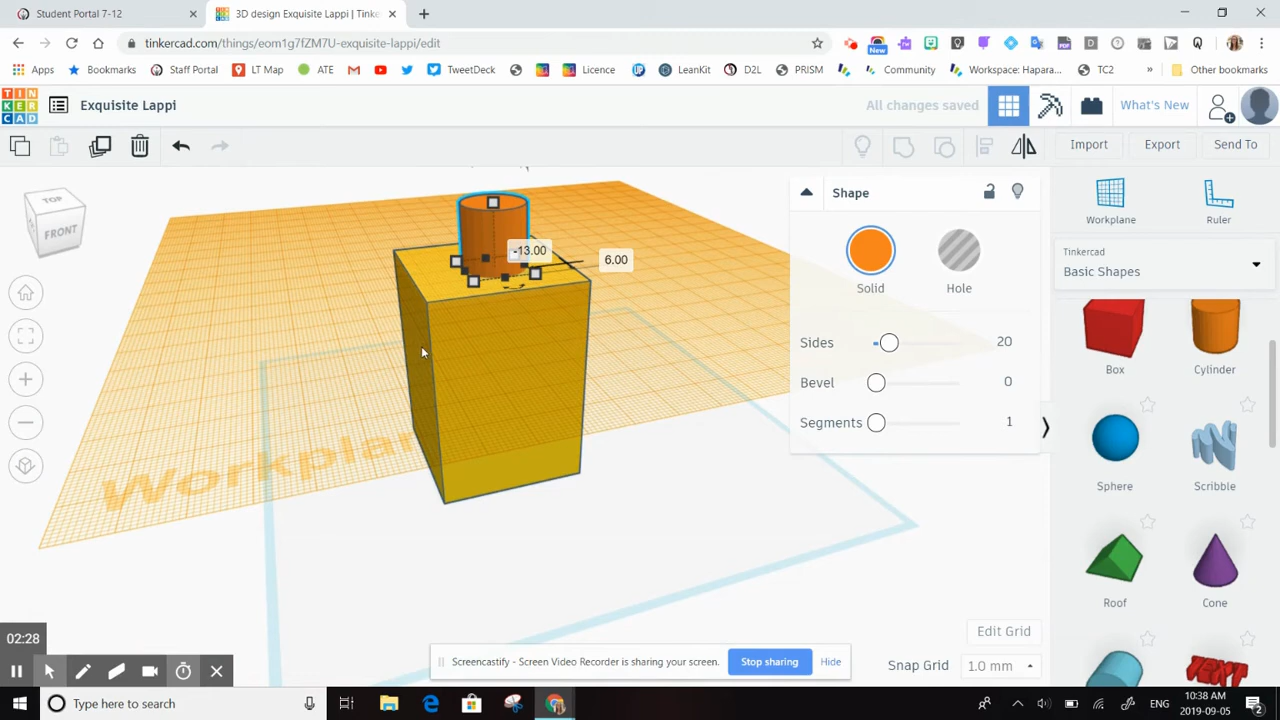 Student Portal 7-12
3D design Exquisite Lappi | Tinke
tinkercad.com/things/eom1g7fZM7U-exquisite-lappi/edit
New
Apps
Bookmarks
Staff Portal
LT Map
ATE
TweetDeck
Licence
LeanKit
D2L
PRISM
Community
Workspace: Hapara...
TC2
»
Other bookmarks
TIN
KER
CAD
Exquisite Lappi
All changes saved
What's New
Import
Export
Send To
TOP
FRONT
-13.00
6.00
Workplan
Shape
Solid
Hole
Sides
20
Bevel
0
Segments
1
Workplane
Ruler
Tinkercad
Basic Shapes
Box
Cylinder
Sphere
Scribble
Roof
Cone
TEXT
Edit Grid
Snap Grid
1.0 mm
02:28
Screencastify - Screen Video Recorder is sharing your screen.
Stop sharing
Hide
Type here to search
ENG
10:38 AM
2019-09-05
2